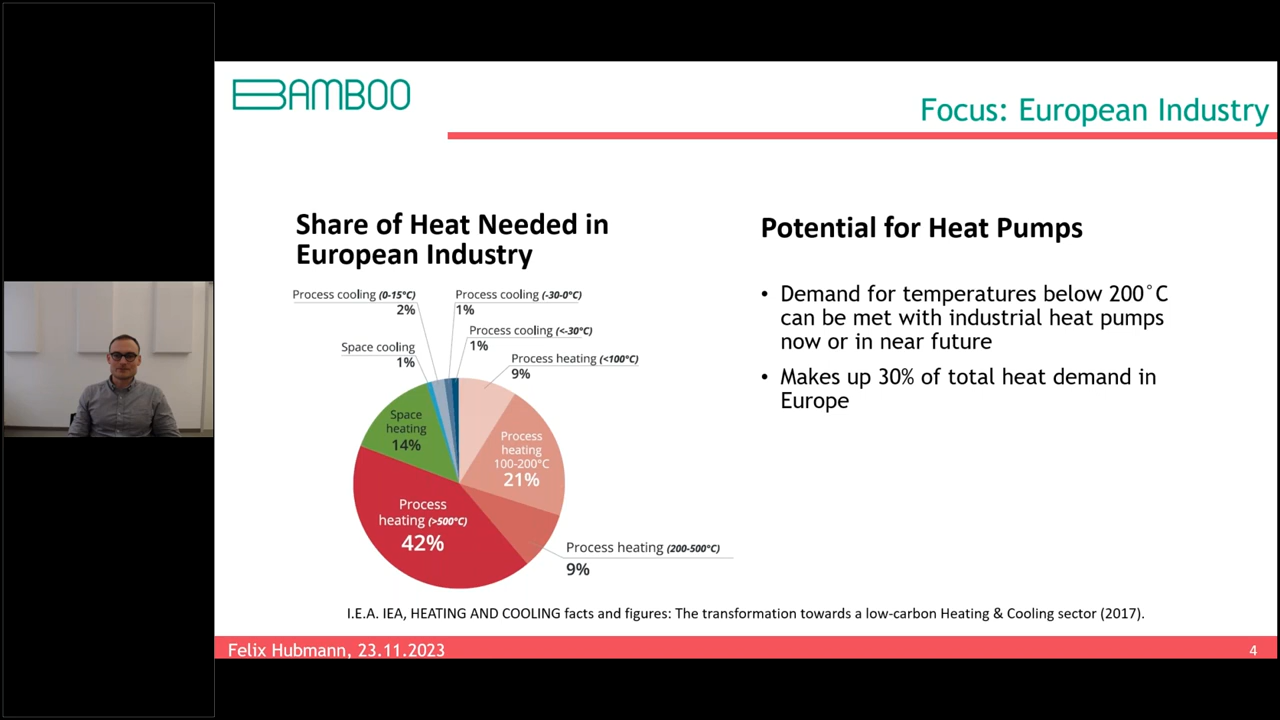 BAMBOO
Focus: European Industry
Share of Heat Needed in
European Industry
Process cooling (0-15°C)
2%
Process cooling (-30-0°C)
1%
Process cooling (<-30°C)
1%
Space cooling
1%
Process heating (<100°C)
9%
Space
heating
14%
Process
heating
100-200°C
21%
Process
heating (>500°C)
42%
Process heating (200-500°C)
9%
Potential for Heat Pumps
• Demand for temperatures below 200°C
can be met with industrial heat pumps
now or in near future
• Makes up 30% of total heat demand in
Europe
I.E.A. IEA, HEATING AND COOLING facts and figures: The transformation towards a low-carbon Heating & Cooling sector (2017).
Felix Hubmann, 23.11.2023
4